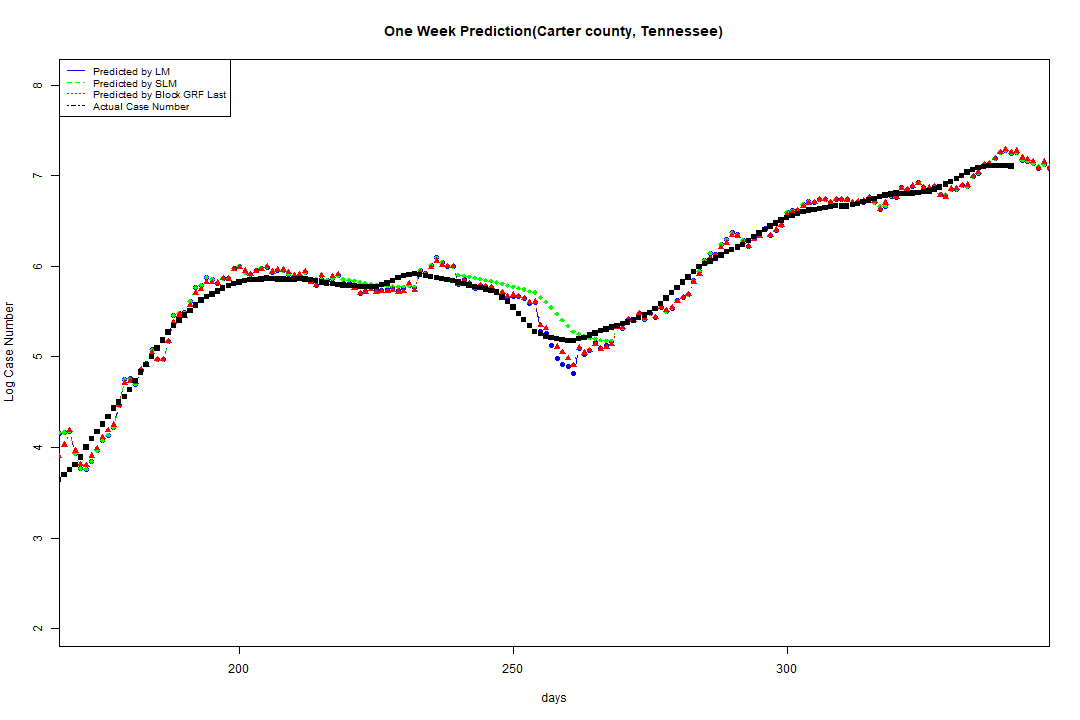 One Week Prediction(Carter county, Tennessee)
Predicted by LM
Predicted by SLM
Predicted by Block GRF Last
Actual Case Number
8
7
6
5
4
3
2
Log Case Number
200 250 300
days